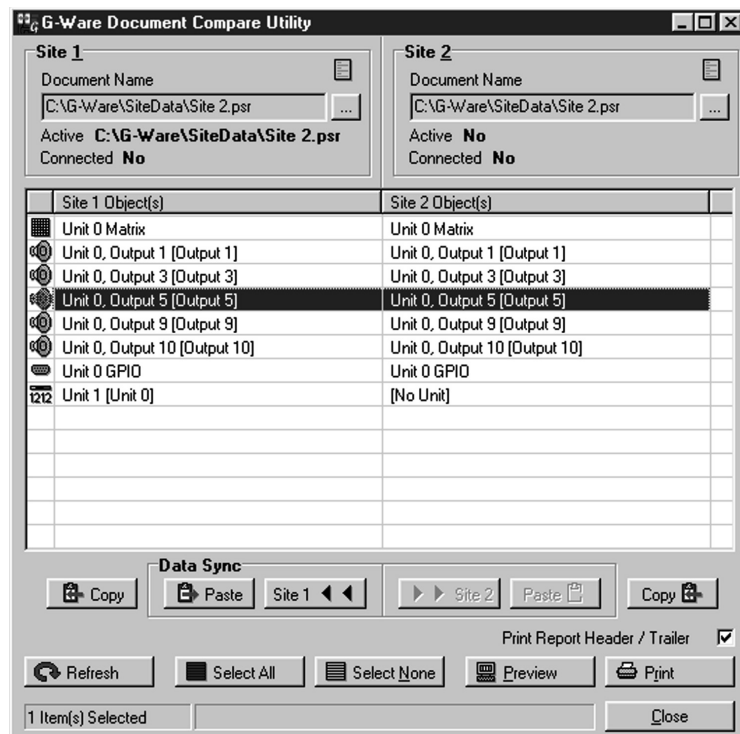 G-Ware Document Compare Utility
Site 1
Document Name
C:\G-Ware\SiteData\Site 2.psr
...
Active C:\G-Ware\SiteData\Site 2.psr
Connected No
Site 2
Document Name
C:\G-Ware\SiteData\Site 2.psr
...
Active No
Connected No
Site 1 Object(s) Site 2 Object(s)
Unit 0 Matrix Unit 0 Matrix
Unit 0, Output 1 [Output 1] Unit 0, Output 1 [Output 1]
Unit 0, Output 3 [Output 3] Unit 0, Output 3 [Output 3]
Unit 0, Output 5 [Output 5] Unit 0, Output 5 [Output 5]
Unit 0, Output 9 [Output 9] Unit 0, Output 9 [Output 9]
Unit 0, Output 10 [Output 10] Unit 0, Output 10 [Output 10]
Unit 0 GPIO Unit 0 GPIO
1212 Unit 1 [Unit 0] [No Unit]
Data Sync
Copy Paste Site 1 Site 2 Paste Copy
Print Report Header / Trailer
Refresh Select All Select None Preview Print
1 Item(s) Selected Close